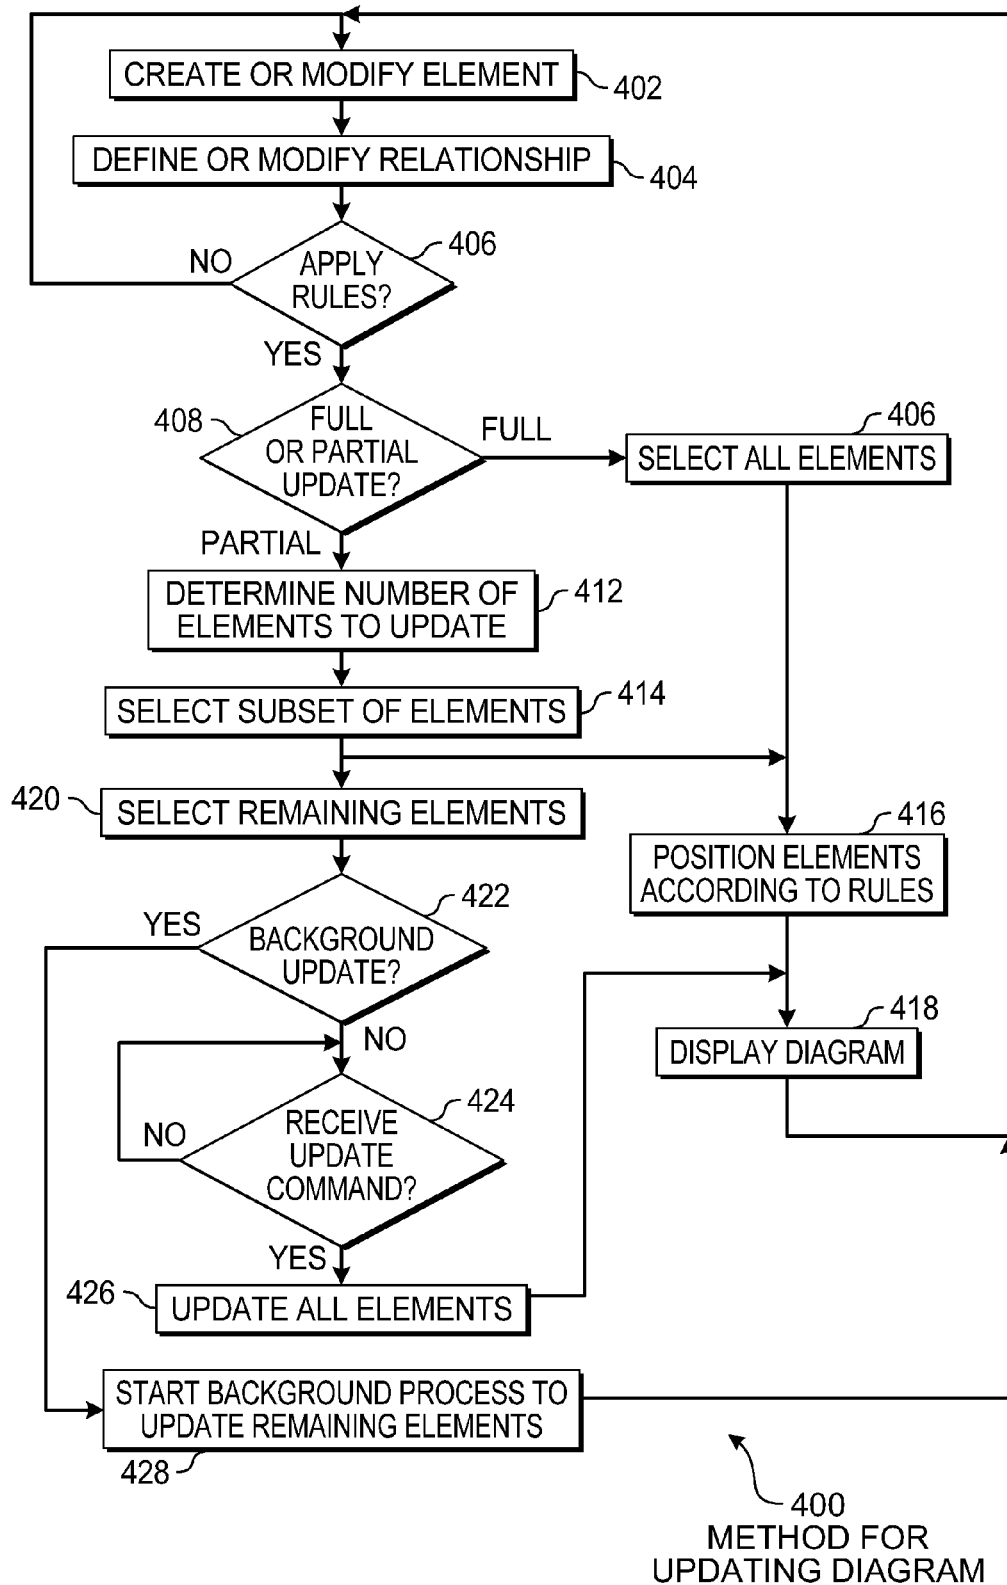 CREATE OR MODIFY ELEMENT
402
DEFINE OR MODIFY RELATIONSHIP
404
406
NO
APPLY
RULES?
YES
408
FULL
OR PARTIAL
UPDATE?
FULL
406
SELECT ALL ELEMENTS
PARTIAL
DETERMINE NUMBER OF
ELEMENTS TO UPDATE
412
SELECT SUBSET OF ELEMENTS
414
420
SELECT REMAINING ELEMENTS
416
POSITION ELEMENTS
ACCORDING TO RULES
422
YES
BACKGROUND
UPDATE?
NO
418
DISPLAY DIAGRAM
424
NO
RECEIVE
UPDATE
COMMAND?
YES
426
UPDATE ALL ELEMENTS
START BACKGROUND PROCESS TO
UPDATE REMAINING ELEMENTS
428
400
METHOD FOR
UPDATING DIAGRAM